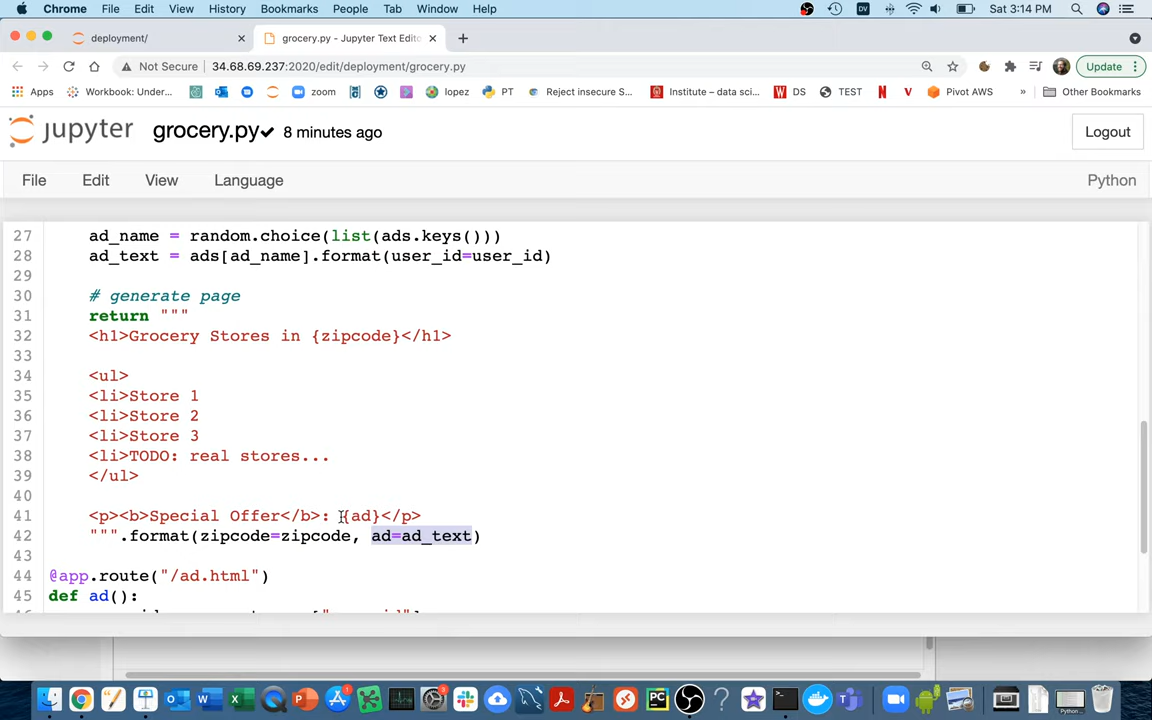 Chrome File Edit View History Bookmarks People Tab Window Help Sat 3:14 PM
deployment/ grocery.py - Jupyter Text Edito
Not Secure 34.68.69.237:2020/edit/deployment/grocery.py Update
Apps Workbook: Under... zoom lopez PT Reject insecure S... Institute – data sci... DS TEST Pivot AWS » Other Bookmarks
jupyter grocery.py 8 minutes ago Logout
File Edit View Language Python
27 ad_name = random.choice(list(ads.keys()))
28 ad_text = ads[ad_name].format(user_id=user_id)
29
30 # generate page
31 return """
32 <h1>Grocery Stores in {zipcode}</h1>
33
34 <ul>
35 <li>Store 1
36 <li>Store 2
37 <li>Store 3
38 <li>TODO: real stores...
39 </ul>
40
41 <p><b>Special Offer</b>: {ad}</p>
42 """.format(zipcode=zipcode, ad=ad_text)
43
44 @app.route("/ad.html")
45 def ad():